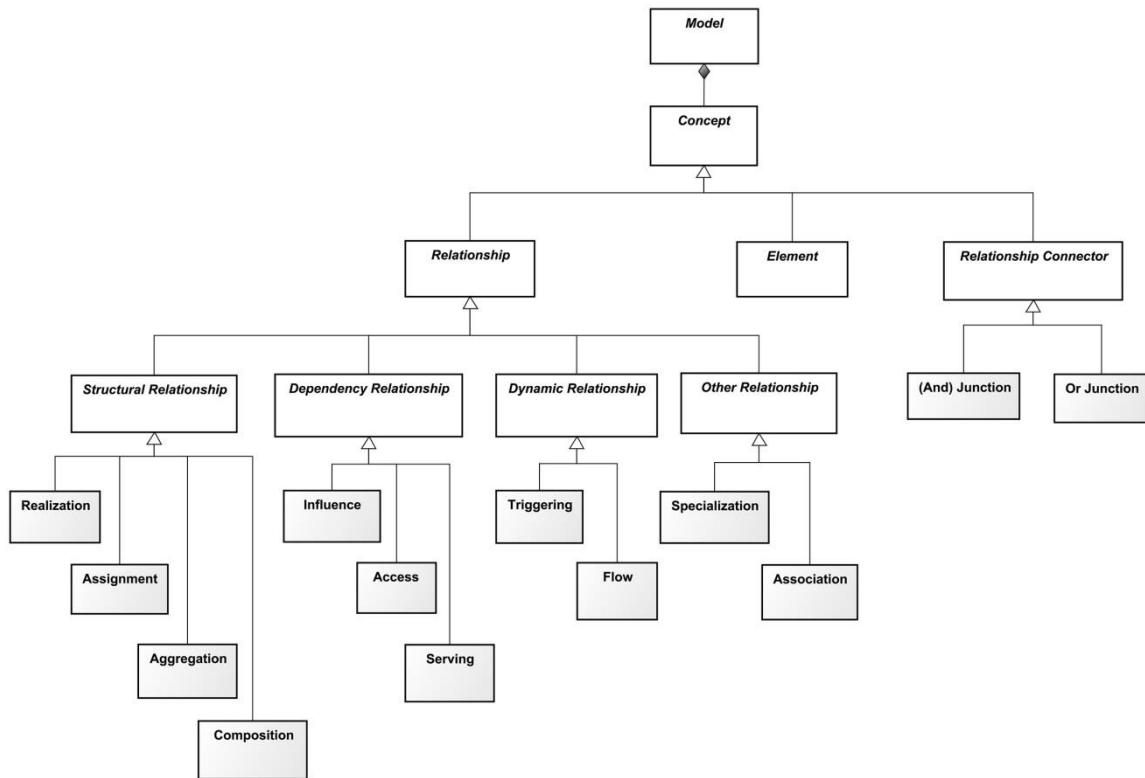 Model
Concept
Relationship
Element
Relationship Connector
Structural Relationship
Dependency Relationship
Dynamic Relationship
Other Relationship
(And) Junction
Or Junction
Realization
Influence
Triggering
Specialization
Assignment
Access
Flow
Association
Aggregation
Serving
Composition